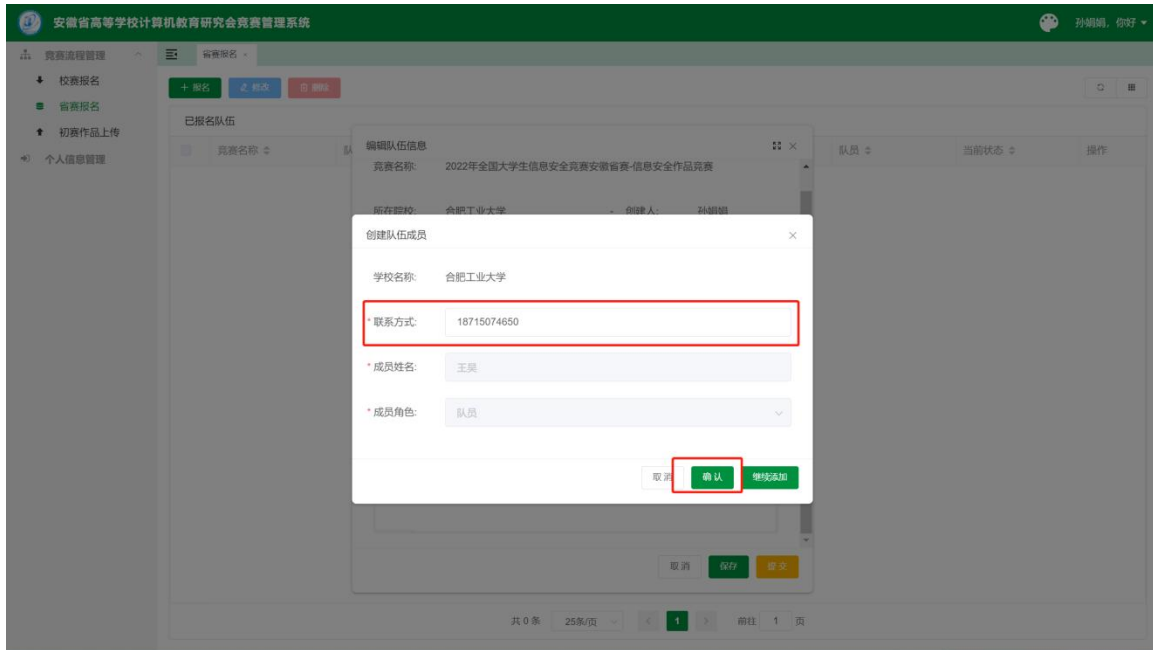 安徽省高等学校计算机教育研究会竞赛管理系统
孙娟娟，你好
竞赛流程管理
省赛报名
校赛报名
省赛报名
初赛作品上传
个人信息管理
+ 报名 修改 删除
已报名队伍
竞赛名称 队 队员 当前状态 操作
编辑队伍信息
竞赛名称: 2022年全国大学生信息安全竞赛安徽省赛-信息安全作品竞赛
所在院校: 合肥工业大学 创建人: 孙娟娟
创建队伍成员
学校名称: 合肥工业大学
* 联系方式: 18715074650
* 成员姓名: 王昊
* 成员角色: 队员
取消 确认 继续添加
取消 保存 提交
共 0 条 25条/页 < 1 > 前往 1 页